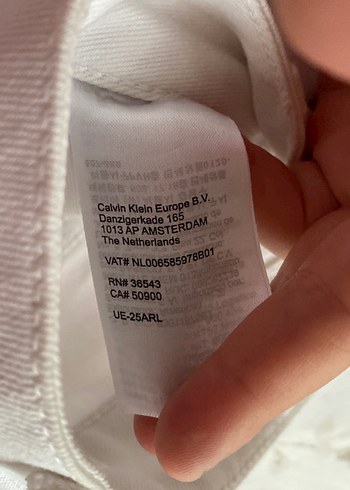 Calvin Klein Europe B.V.
Danzigerkade 165
1013 AP AMSTERDAM
The Netherlands
VAT# NL006585978B01
RN# 36543
CA# 50900
UE-25ARL